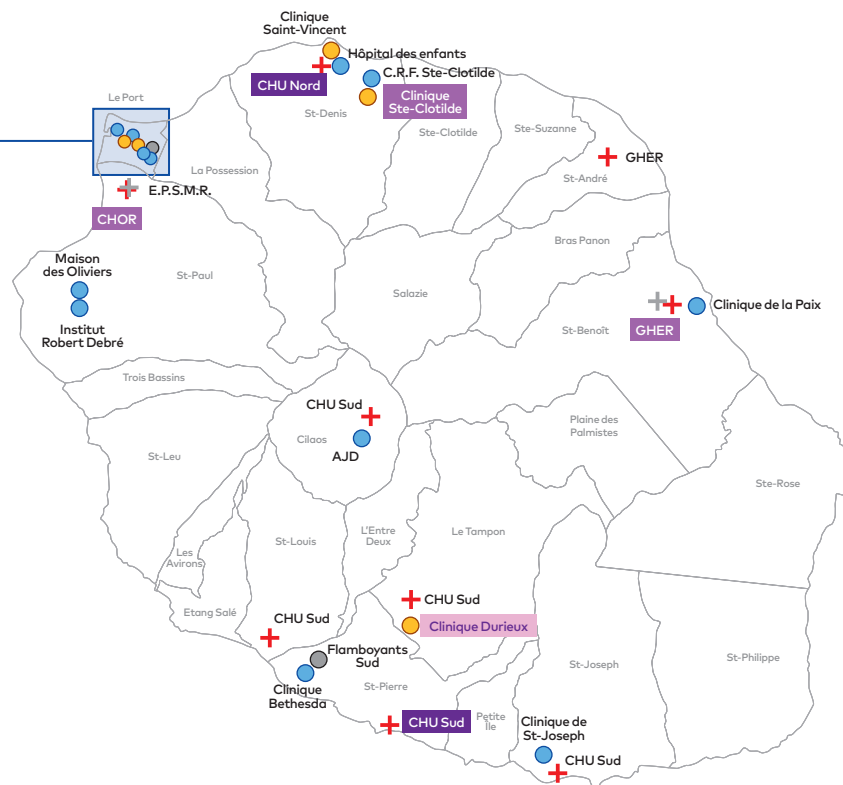 Clinique
Saint-Vincent
Hôpital des enfants
C.R.F. Ste-Clotilde
CHU Nord
Clinique
Ste-Clotilde
Le Port
St-Denis
Ste-Clotilde
Ste-Suzanne
GHER
La Possession
St-André
E.P.S.M.R.
CHOR
Bras Panon
Maison
des Oliviers
St-Paul
Salazie
Clinique de la Paix
Institut
Robert Debré
St-Benoît
GHER
Trois Bassins
CHU Sud
Cilaos
AJD
Plaine des
Palmistes
St-Leu
Ste-Rose
L'Entre
Deux
Le Tampon
St-Louis
Les
Avirons
CHU Sud
Etang Salé
CHU Sud
Clinique Durieux
Flamboyants
Sud
St-Joseph
St-Philippe
Clinique
Bethesda
St-Pierre
CHU Sud
Petite
Île
Clinique de
St-Joseph
CHU Sud